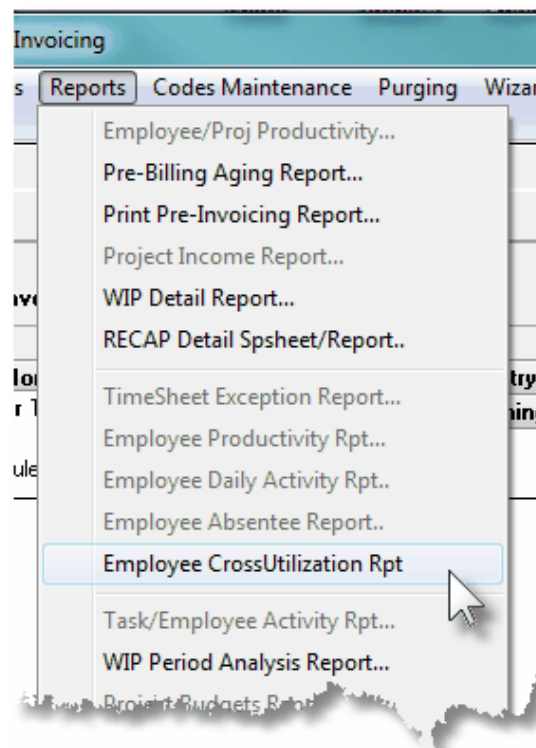 Invoicing
s Reports Codes Maintenance Purging Wizar
Employee/Proj Productivity...
Pre-Billing Aging Report...
Print Pre-Invoicing Report...
Project Income Report...
WIP Detail Report...
RECAP Detail Spsheet/Report..
TimeSheet Exception Report...
Employee Productivity Rpt...
Employee Daily Activity Rpt..
Employee Absentee Report..
Employee CrossUtilization Rpt
Task/Employee Activity Rpt...
WIP Period Analysis Report...
Project Budgets